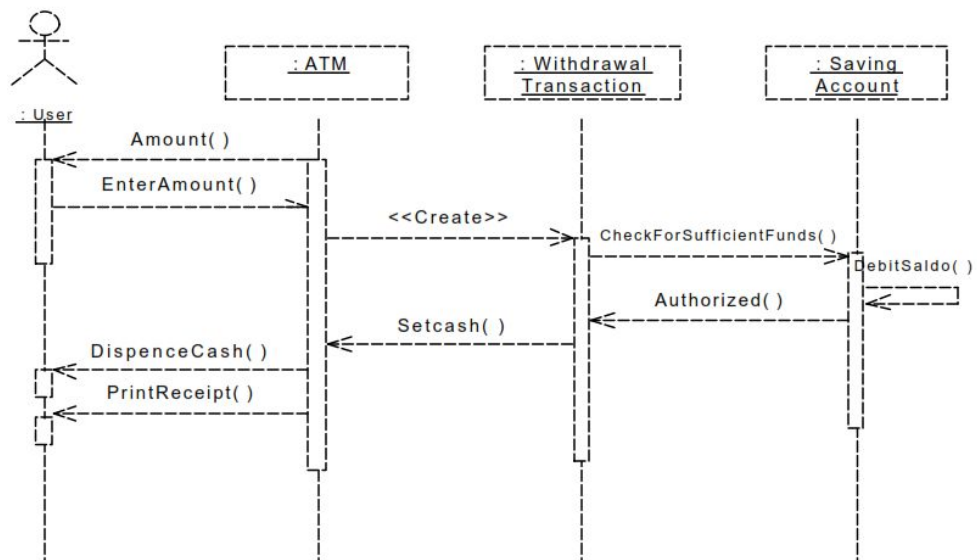 : ATM
: Withdrawal
Transaction
: Saving
Account
: User
Amount( )
EnterAmount( )
<<Create>>
CheckForSufficientFunds( )
DebitSaldo( )
Authorized( )
Setcash( )
DispenceCash( )
PrintReceipt( )